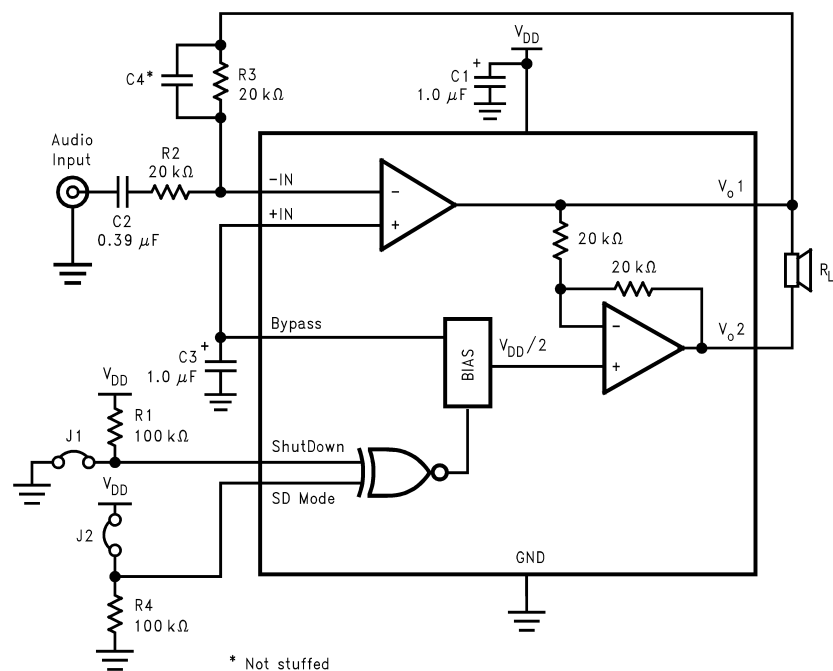 V_DD
C4*
R3
20 kΩ
C1
1.0 µF
+
Audio
Input
R2
20 kΩ
C2
0.39 µF
-IN
+IN
-
+
V_o1
20 kΩ
20 kΩ
R_L
V_o2
-
+
Bypass
+
C3
1.0 µF
BIAS
V_DD/2
V_DD
R1
100 kΩ
J1
ShutDown
SD Mode
V_DD
J2
R4
100 kΩ
GND
* Not stuffed